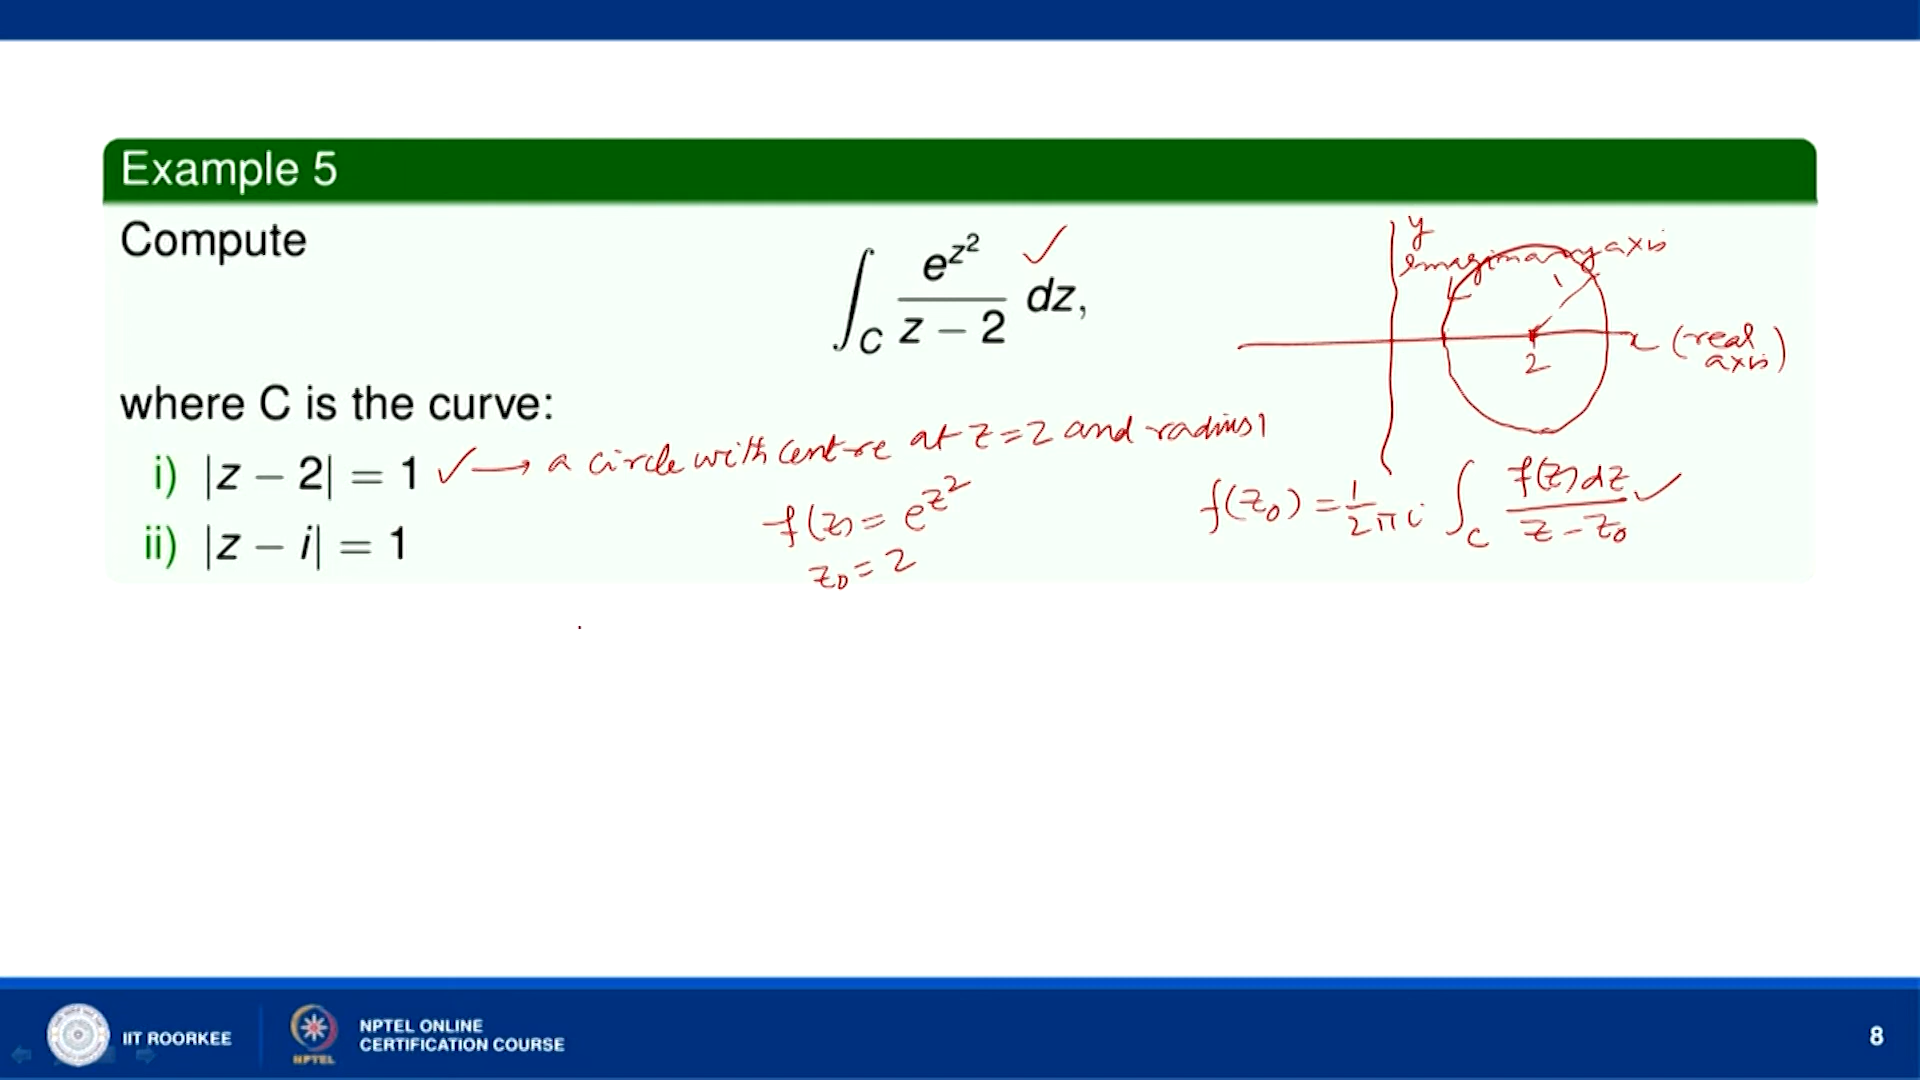 Example 5
Compute
∫_C e^{z²}/(z − 2) dz, ✓
where C is the curve:
i) |z − 2| = 1 ✓ → a circle with centre at z=2 and radius 1
ii) |z − i| = 1
f(z) = e^{z²}
z₀ = 2
y
imaginary axis
1
2
x (real axis)
f(z₀) = 1/2πi ∫_C f(z)dz/(z − z₀) ✓
IIT ROORKEE
NPTEL
NPTEL ONLINE
CERTIFICATION COURSE
8